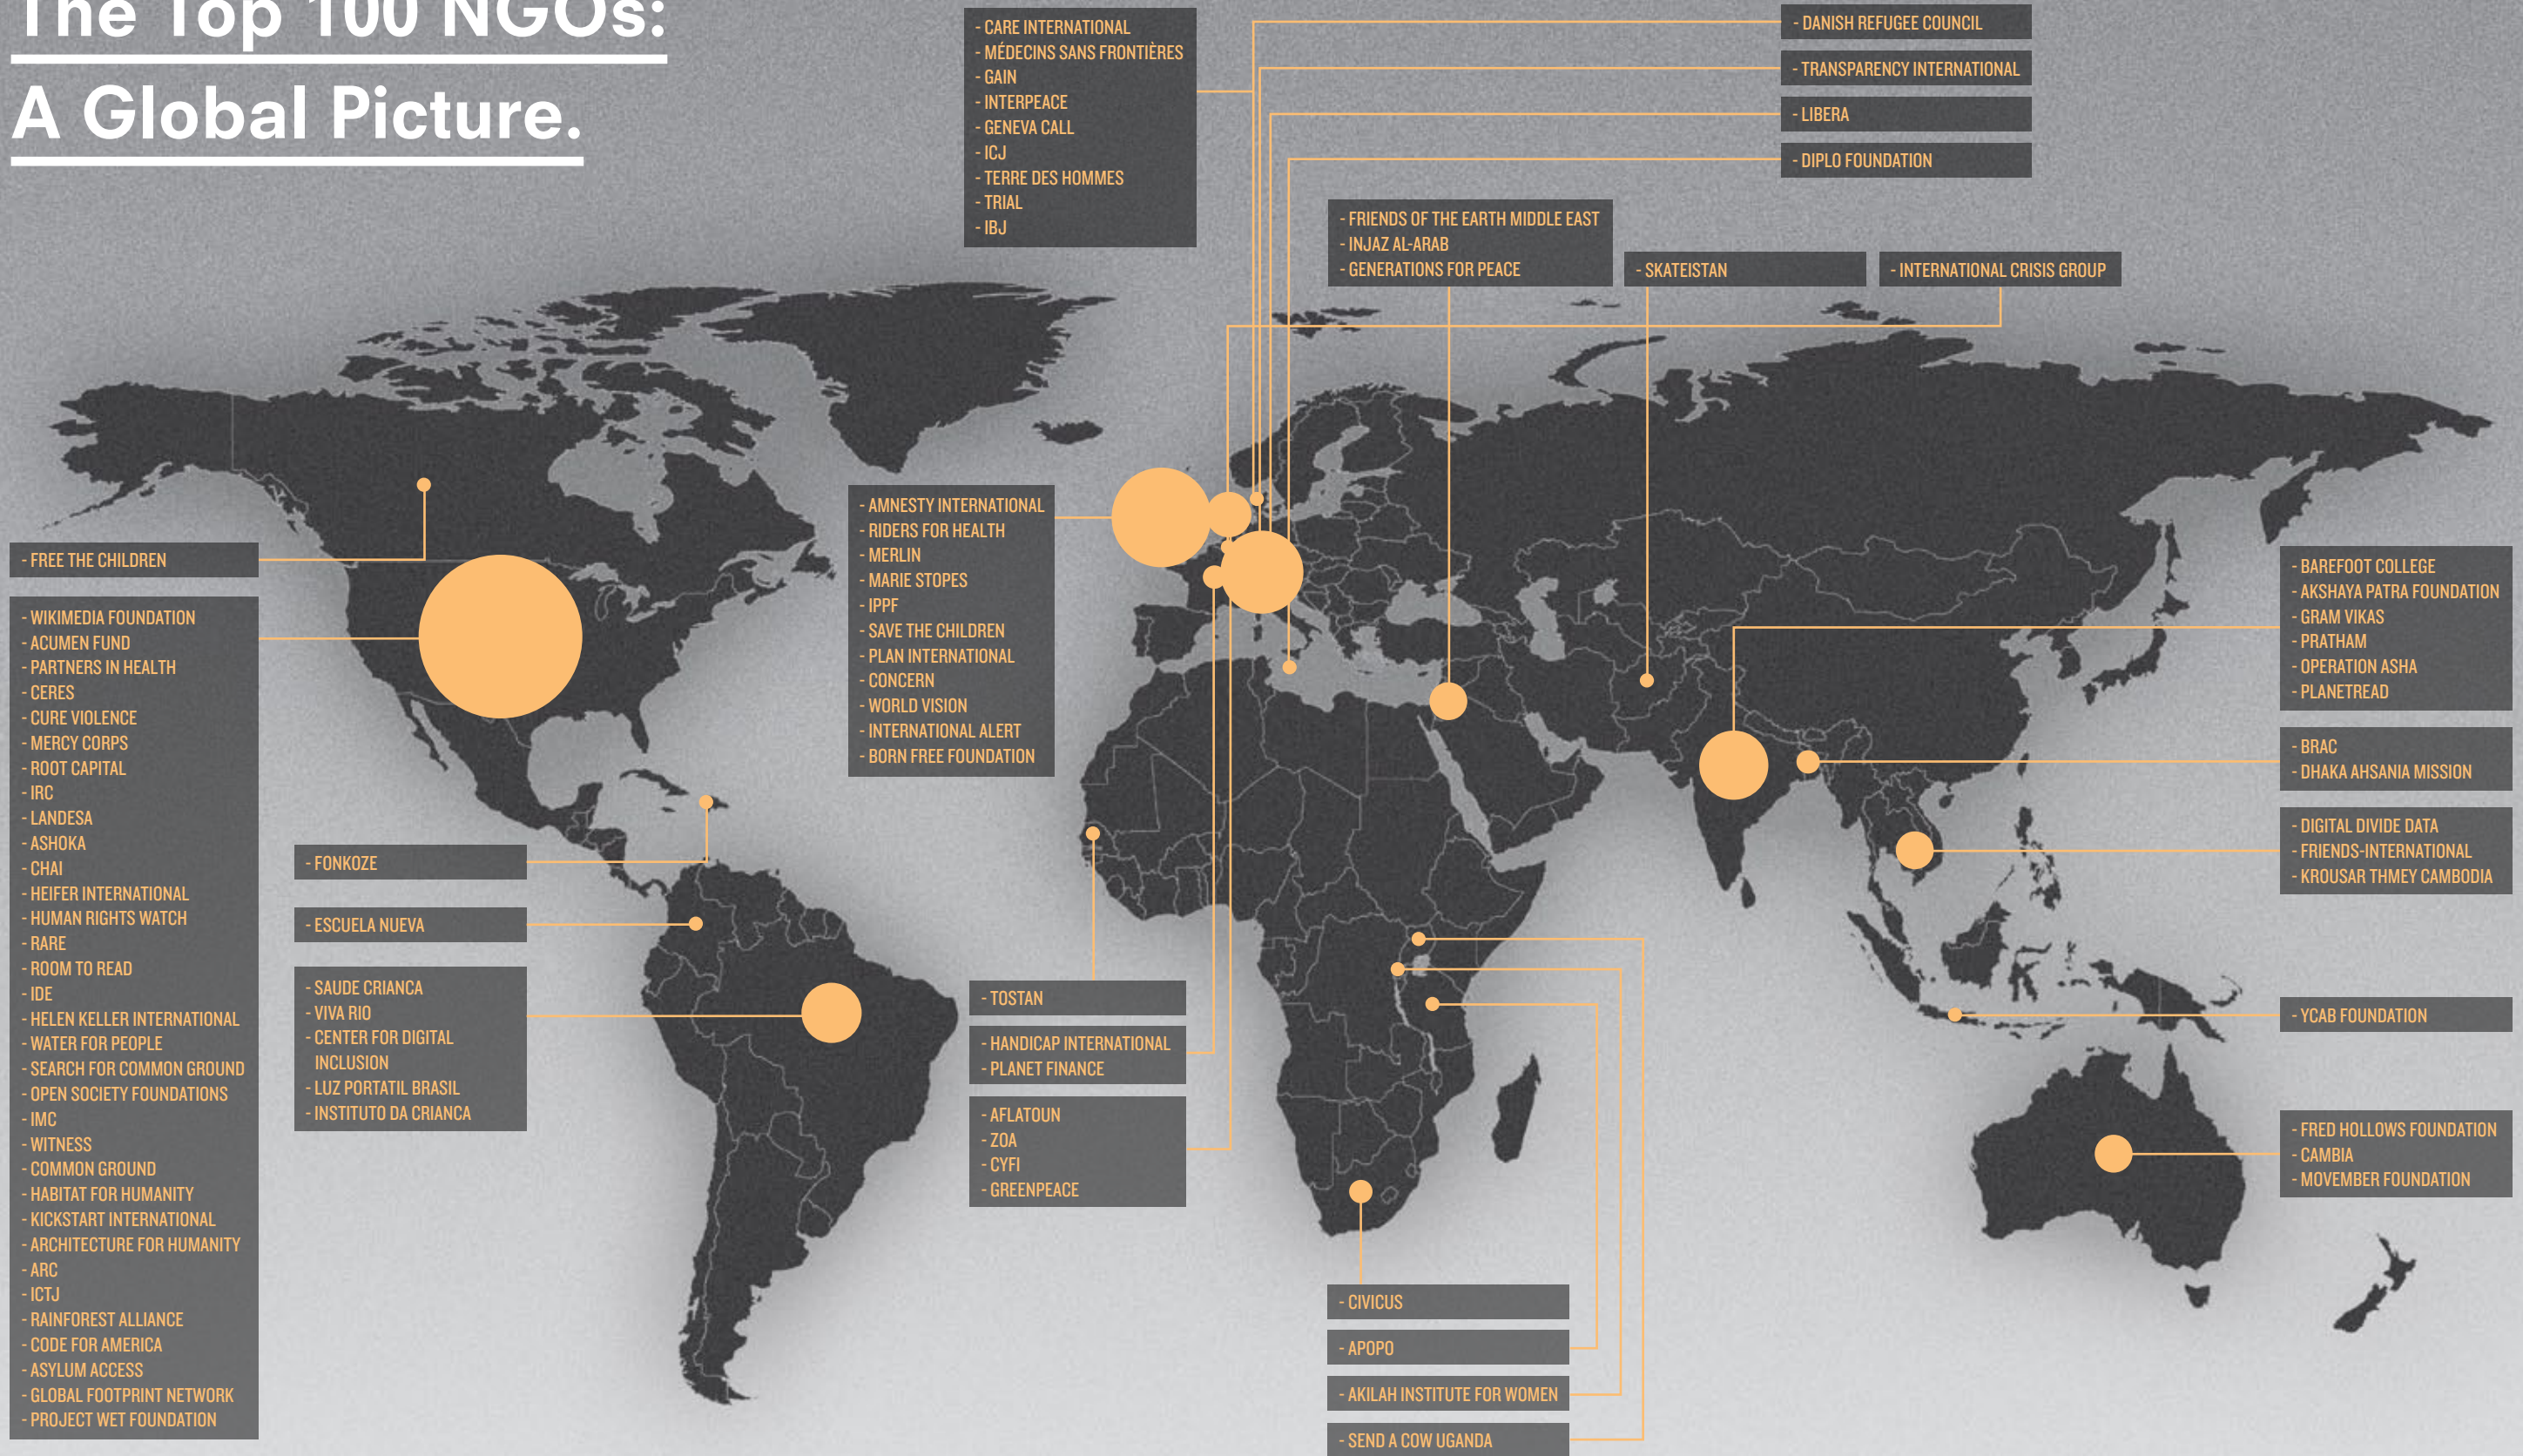 The Top 100 NGOs:
A Global Picture.
- CARE INTERNATIONAL
- MÉDECINS SANS FRONTIÈRES
- GAIN
- INTERPEACE
- GENEVA CALL
- ICJ
- TERRE DES HOMMES
- TRIAL
- IBJ
- DANISH REFUGEE COUNCIL
- TRANSPARENCY INTERNATIONAL
- LIBERA
- DIPLO FOUNDATION
- FRIENDS OF THE EARTH MIDDLE EAST
- INJAZ AL-ARAB
- GENERATIONS FOR PEACE
- SKATEISTAN
- INTERNATIONAL CRISIS GROUP
- FREE THE CHILDREN
- WIKIMEDIA FOUNDATION
- ACUMEN FUND
- PARTNERS IN HEALTH
- CERES
- CURE VIOLENCE
- MERCY CORPS
- ROOT CAPITAL
- IRC
- LANDESA
- ASHOKA
- CHAI
- HEIFER INTERNATIONAL
- HUMAN RIGHTS WATCH
- RARE
- ROOM TO READ
- IDE
- HELEN KELLER INTERNATIONAL
- WATER FOR PEOPLE
- SEARCH FOR COMMON GROUND
- OPEN SOCIETY FOUNDATIONS
- IMC
- WITNESS
- COMMON GROUND
- HABITAT FOR HUMANITY
- KICKSTART INTERNATIONAL
- ARCHITECTURE FOR HUMANITY
- ARC
- ICTJ
- RAINFOREST ALLIANCE
- CODE FOR AMERICA
- ASYLUM ACCESS
- GLOBAL FOOTPRINT NETWORK
- PROJECT WET FOUNDATION
- FONKOZE
- ESCUELA NUEVA
- SAUDE CRIANCA
- VIVA RIO
- CENTER FOR DIGITAL
INCLUSION
- LUZ PORTATIL BRASIL
- INSTITUTO DA CRIANCA
- AMNESTY INTERNATIONAL
- RIDERS FOR HEALTH
- MERLIN
- MARIE STOPES
- IPPF
- SAVE THE CHILDREN
- PLAN INTERNATIONAL
- CONCERN
- WORLD VISION
- INTERNATIONAL ALERT
- BORN FREE FOUNDATION
- TOSTAN
- HANDICAP INTERNATIONAL
- PLANET FINANCE
- AFLATOUN
- ZOA
- CYFI
- GREENPEACE
- CIVICUS
- APOPO
- AKILAH INSTITUTE FOR WOMEN
- SEND A COW UGANDA
- BAREFOOT COLLEGE
- AKSHAYA PATRA FOUNDATION
- GRAM VIKAS
- PRATHAM
- OPERATION ASHA
- PLANETREAD
- BRAC
- DHAKA AHSANIA MISSION
- DIGITAL DIVIDE DATA
- FRIENDS-INTERNATIONAL
- KROUSAR THMEY CAMBODIA
- YCAB FOUNDATION
- FRED HOLLOWS FOUNDATION
- CAMBIA
- MOVEMBER FOUNDATION